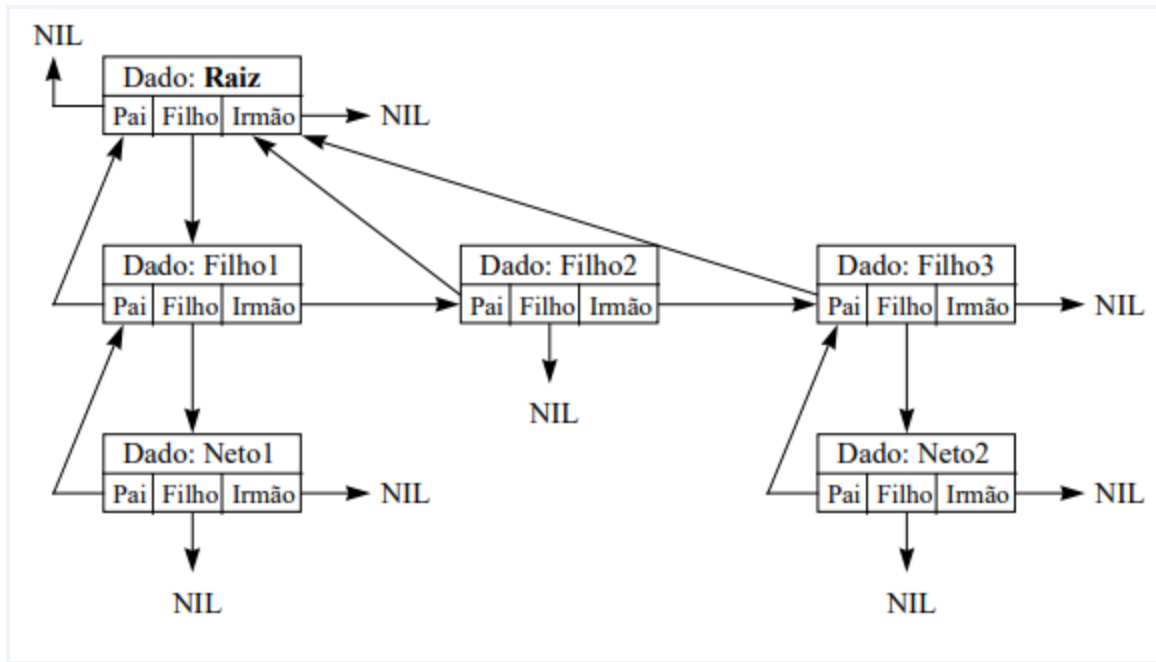 NIL
Dado: Raiz
Pai Filho Irmão NIL
Dado: Filho1 Dado: Filho2 Dado: Filho3
Pai Filho Irmão Pai Filho Irmão Pai Filho Irmão NIL
NIL
Dado: Neto1 Dado: Neto2
Pai Filho Irmão NIL Pai Filho Irmão NIL
NIL NIL